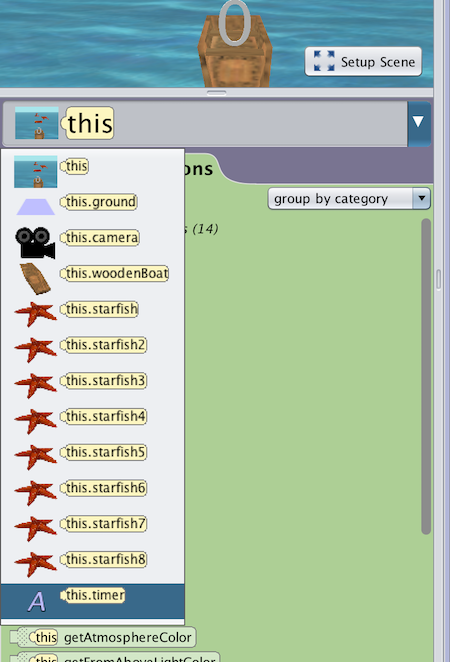 0
Setup Scene
this
this
ons
this.ground
group by category
s (14)
this.camera
this.woodenBoat
this.starfish
this.starfish2
this.starfish3
this.starfish4
this.starfish5
this.starfish6
this.starfish7
this.starfish8
A this.timer
this getAtmosphereColor
this getFromAboveLightColor